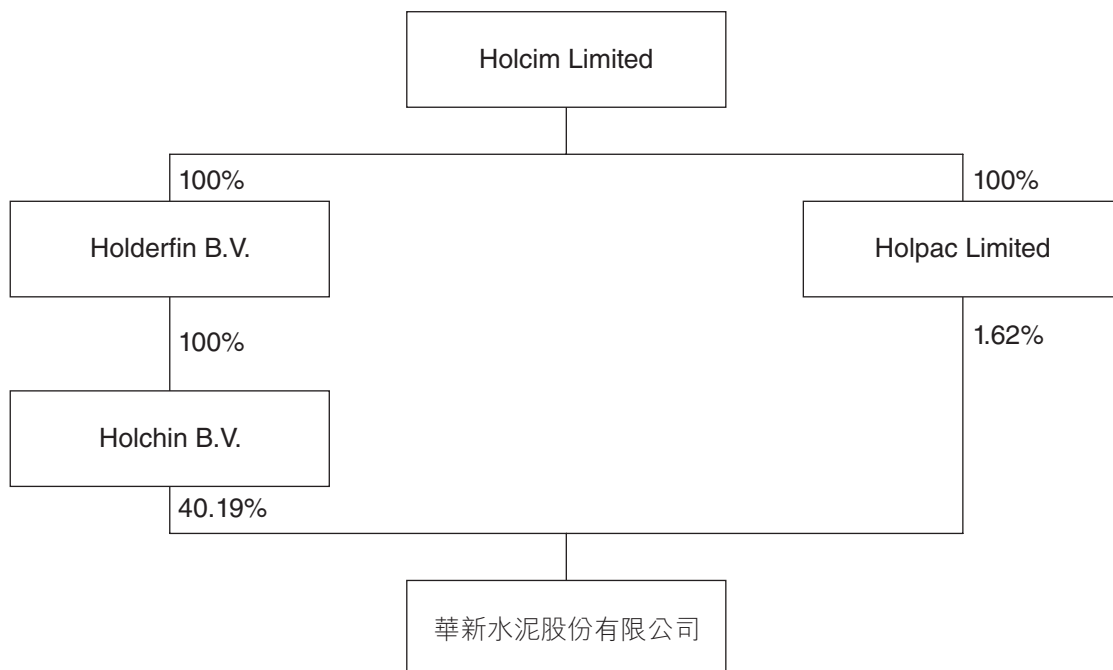 Holcim Limited
100%
100%
Holderfin B.V.
Holpac Limited
100%
1.62%
Holchin B.V.
40.19%
華新水泥股份有限公司